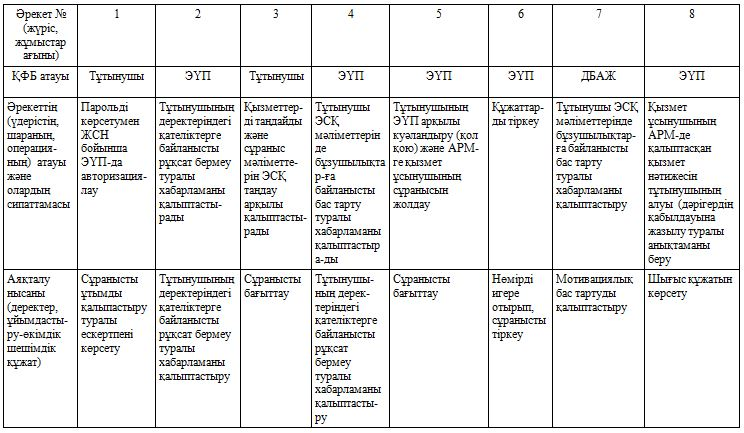 Әрекет №
(жүріс,
жұмыстар
ағыны)
1
2
3
4
5
6
7
8
ҚФБ атауы
Тұтынушы
ЭҮП
Тұтынушы
ЭҮП
ЭҮП
ЭҮП
ДБАЖ
ЭҮП
Әрекеттің
(үдерістің,
шараның,
операция-
ның)  атауы
және
олардың
сипаттамасы
Парольді
көрсетумен
ЖСН
бойынша
ЭҮП-да
авторизация-
лау
Тұтынушының
деректеріндегі
қателіктерге
байланысты
рұқсат бермеу
туралы
хабарламаны
қалыптасты-
рады
Қызметтер-
ді таңдайды
және
сұраныс
мәліметте-
рін ЭСҚ
таңдау
арқылы
қалыптасты-
рады
Тұтынушы
ЭСҚ
мәліметтерін
де
бұзушылықта
р-ға
байланысты
бас тарту
туралы
хабарламаны
қалыптастыр
а-ды
Тұтынушының
ЭҮП арқылы
куәландыру (қол
қою) және АРМ-
ге қызмет
ұсынушының
сұранысын
жолдау
Құжаттар-
ды тіркеу
Тұтынушы ЭСҚ
мәліметтерінде
бұзушылықтар-
ға байланысты
бас тарту
туралы
хабарламаны
қалыптастыру
Қызмет
ұсынушының
АРМ-де
қалыптасқан
қызмет
нәтижесін
тұтынушының
алуы  (дәрігердің
қабылдауына
жазылу туралы
анықтаманы
беру
Аяқталу
нысаны
(деректер,
ұйымдасты-
ру-өкімдік
шешімдік
құжат)
Сұранысты
ұтымды
қалыпастыру
туралы
ескертпені
көрсету
Тұтынушының
деректеріндегі
қателіктерге
байланысты
рұқсат бермеу
туралы
хабарламаны
қалыптастыру
Сұранысты
бағыттау
Тұтынушы-
ның дерек-
теріндегі
қателіктерге
байланысты
рұқсат
бермеу
туралы
хабарламаны
қалыптасты-
ру
Сұранысты
бағыттау
Нөмірді
игере
отырып,
сұранысты
тіркеу
Мотивациялық
бас тартуды
қалыптастыру
Шығыс құжатын
көрсету